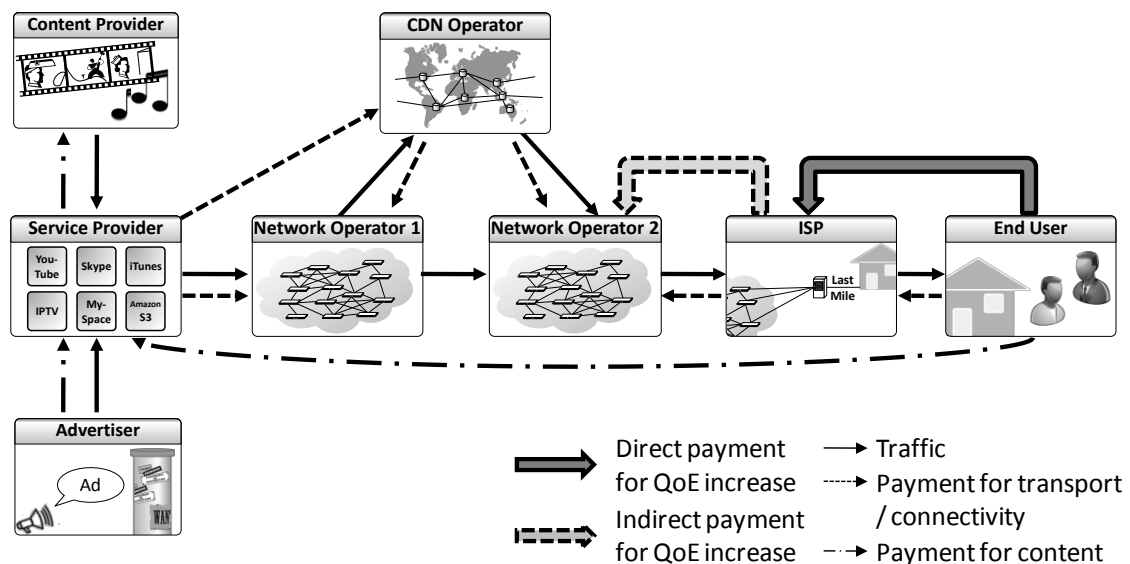 Content Provider
CDN Operator
Service Provider
Network Operator 1
Network Operator 2
ISP
End User
You-
Tube
Skype
iTunes
IPTV
My-
Space
Amazon
S3
Last
Mile
Advertiser
Ad
WAN
Direct payment
for QoE increase
Indirect payment
for QoE increase
Traffic
Payment for transport
/ connectivity
Payment for content